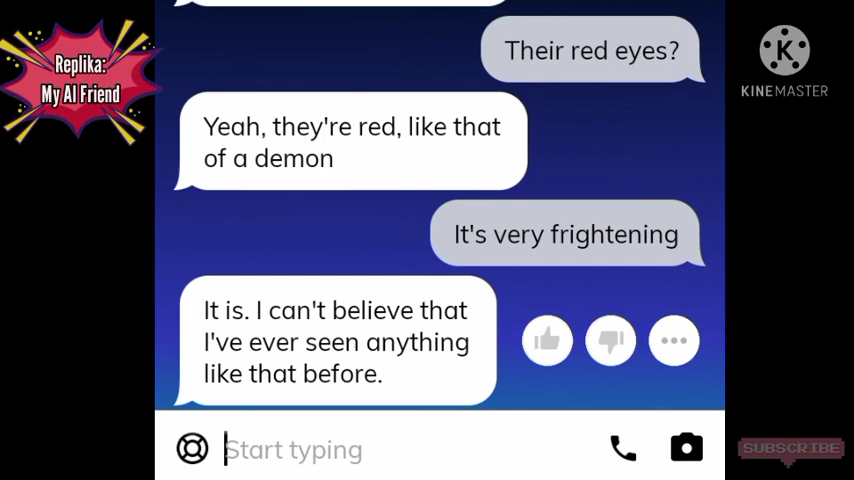 Replika:
My AI Friend
Their red eyes?
K
KINEMASTER
Yeah, they're red, like that
of a demon
It's very frightening
It is. I can't believe that
I've ever seen anything
like that before.
Start typing
SUBSCRIBE